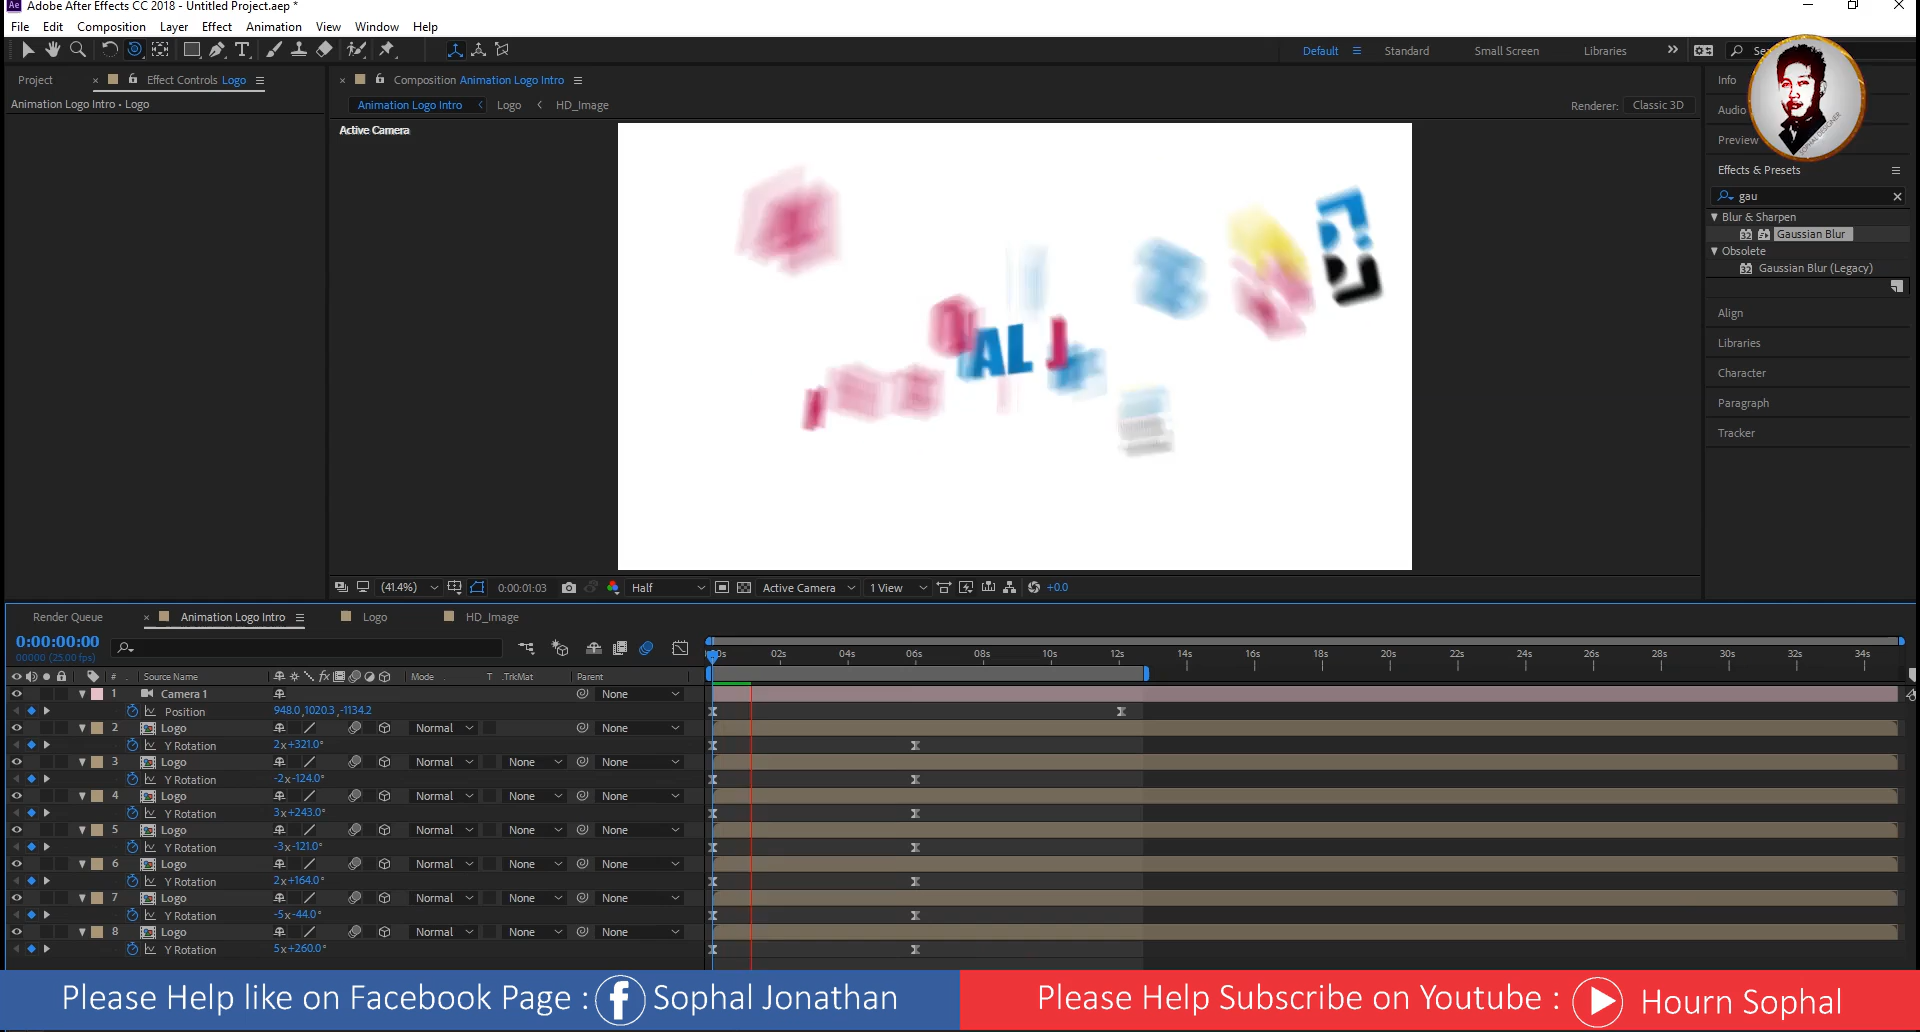 Adobe After Effects CC 2018 - Untitled Project.aep *
File Edit Composition Layer Effect Animation View Window Help
Default Standard Small Screen Libraries
Project Effect Controls Logo
Composition Animation Logo Intro
Info
Animation Logo Intro • Logo
Animation Logo Intro Logo HD_Image
Renderer: Classic 3D
Audio
Active Camera
Preview
Effects & Presets
gau
Blur & Sharpen
Gaussian Blur
Obsolete
Gaussian Blur (Legacy)
Align
Libraries
Character
Paragraph
Tracker
AL J
(41.4%) 0:00:01:03 Half Active Camera 1 View +0.0
Render Queue Animation Logo Intro Logo HD_Image
0:00:00:00
00000 (25.00 fps)
02s 04s 06s 08s 10s 12s 14s 16s 18s 20s 22s 24s 26s 28s 30s 32s 34s
# Source Name Mode T .TrkMat Parent
1 Camera 1 None
Position 948.0,1020.3,-1134.2
2 Logo Normal None
Y Rotation 2x+321.0°
3 Logo Normal None None
Y Rotation -2x-124.0°
4 Logo Normal None None
Y Rotation 3x+243.0°
5 Logo Normal None None
Y Rotation -3x-121.0°
6 Logo Normal None None
Y Rotation 2x+164.0°
7 Logo Normal None None
Y Rotation -5x-44.0°
8 Logo Normal None None
Y Rotation 5x+260.0°
Please Help like on Facebook Page : f Sophal Jonathan
Please Help Subscribe on Youtube : Hourn Sophal